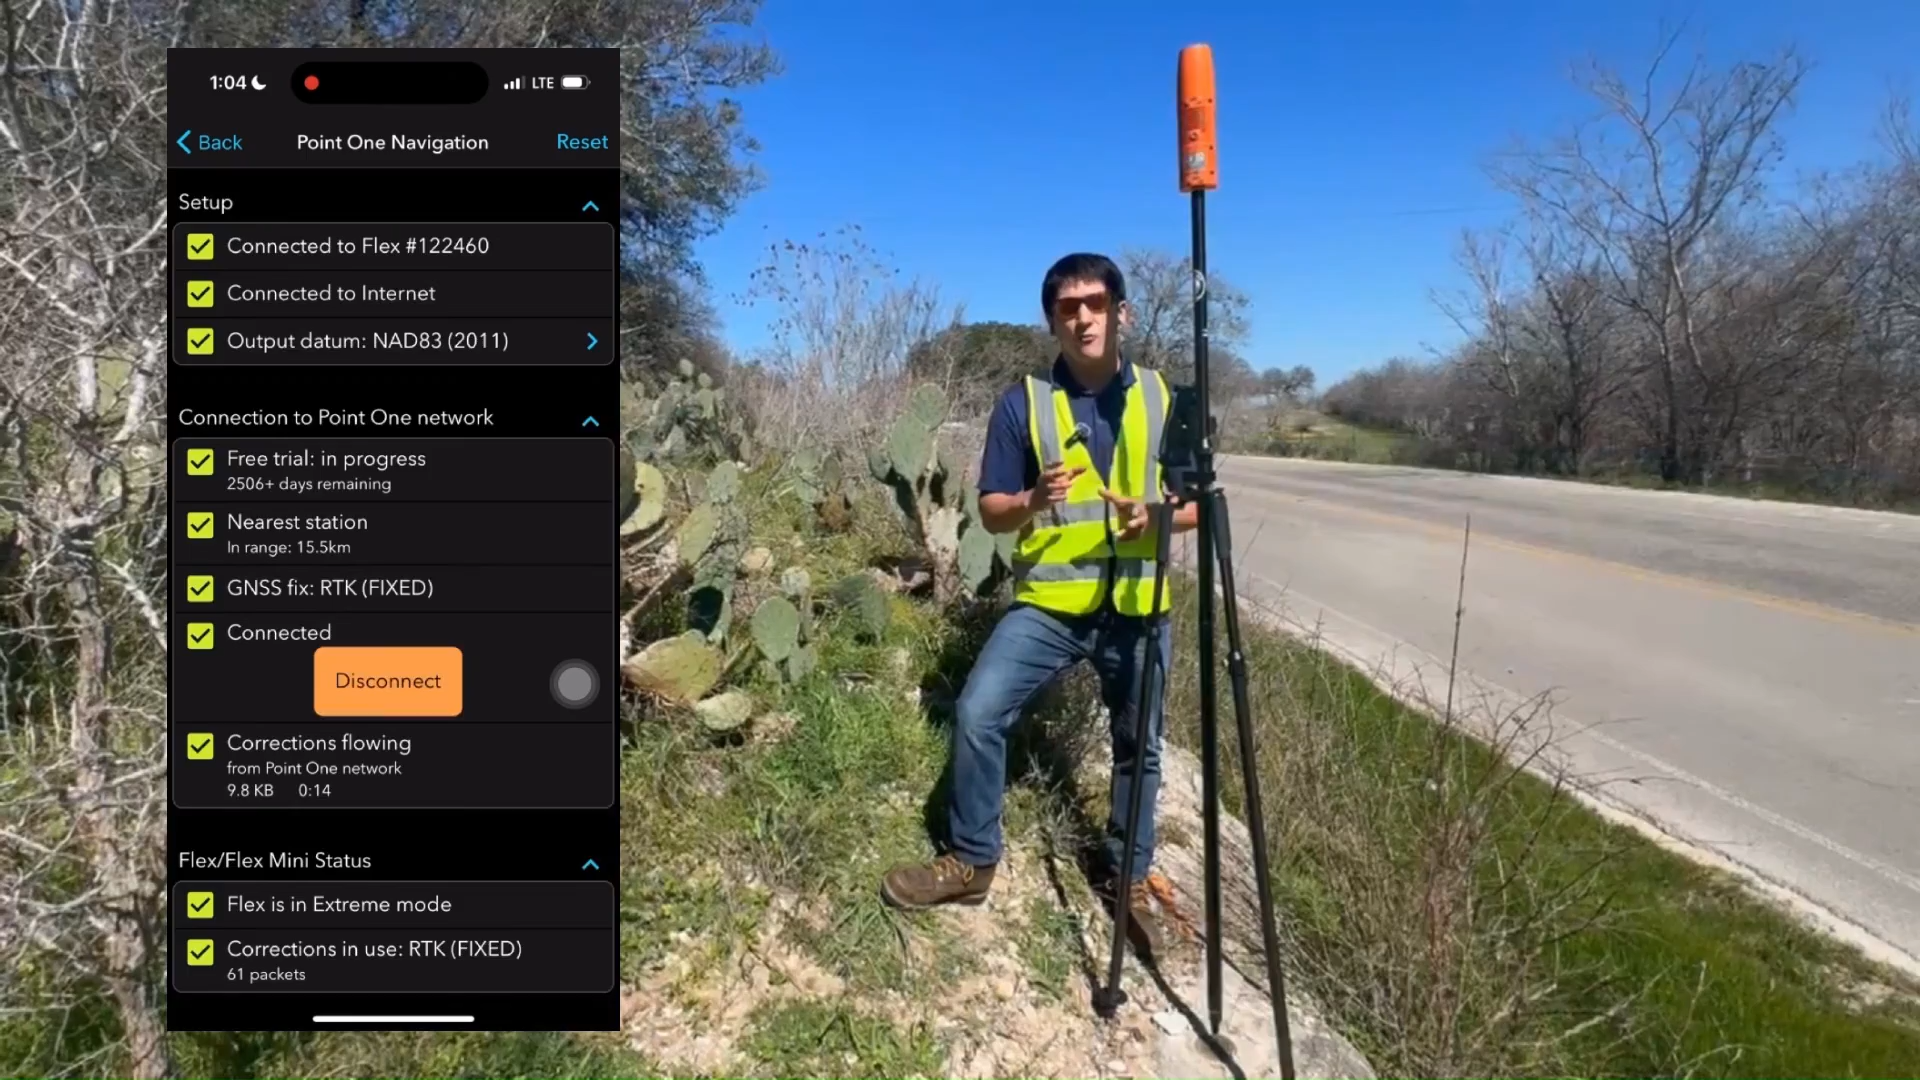 1:04
LTE
Back
Point One Navigation
Reset
Setup
Connected to Flex #122460
Connected to Internet
Output datum: NAD83 (2011)
Connection to Point One network
Free trial: in progress
2506+ days remaining
Nearest station
In range: 15.5km
GNSS fix: RTK (FIXED)
Connected
Disconnect
Corrections flowing
from Point One network
9.8 KB 0:14
Flex/Flex Mini Status
Flex is in Extreme mode
Corrections in use: RTK (FIXED)
61 packets